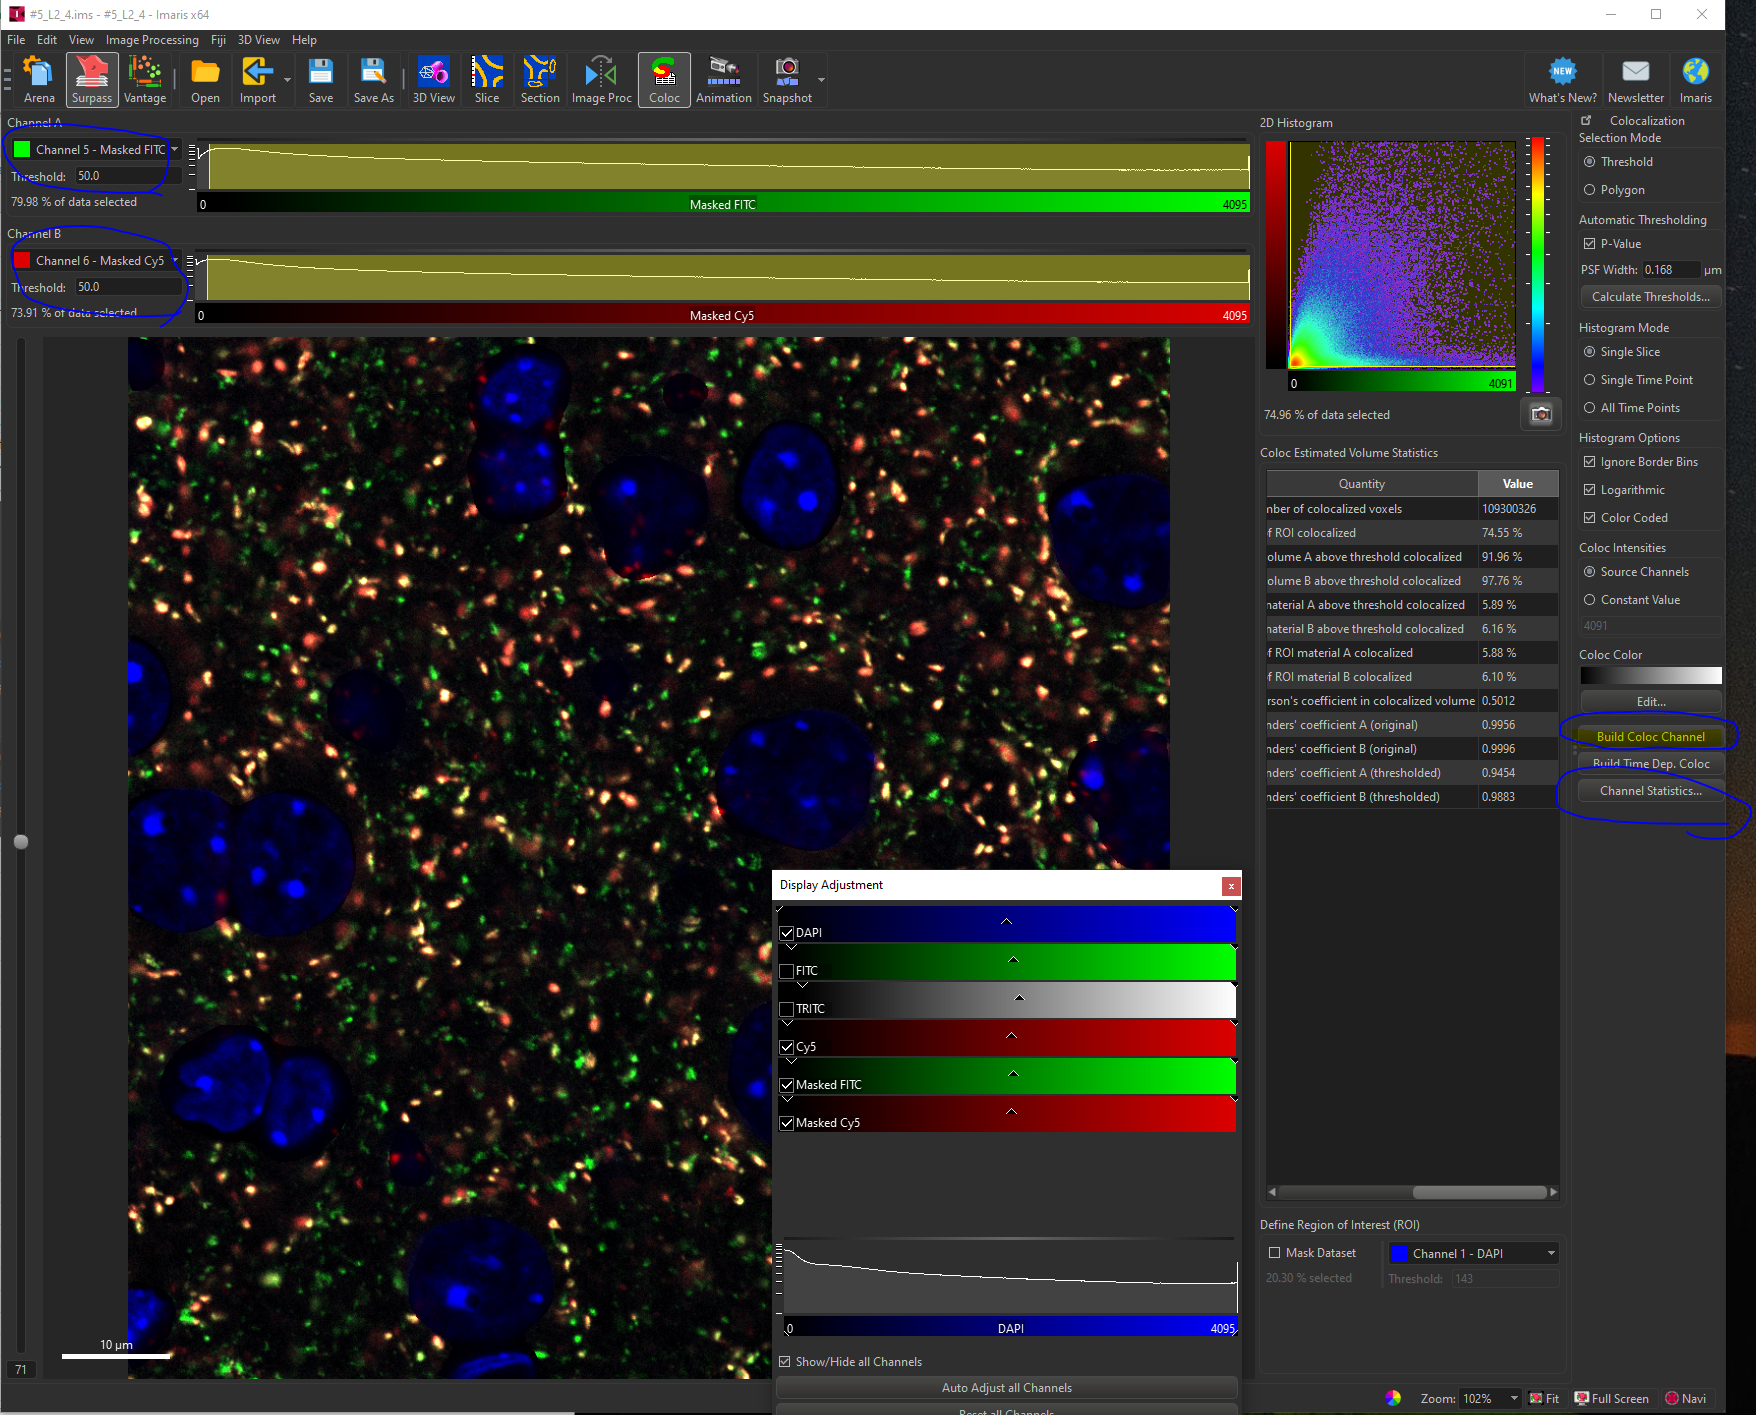 #5_L2_4.ims - #5_L2_4 - Imaris x64
File Edit View Image Processing Fiji 3D View Help
Arena Surpass Vantage Open Import Save Save As 3D View Slice Section Image Proc Coloc Animation Snapshot What's New? Newsletter Imaris
NEW
Channel A
Channel 5 - Masked FITC
Threshold: 50.0
79.98 % of data selected
0 Masked FITC 4095
Channel B
Channel 6 - Masked Cy5
Threshold: 50.0
73.91 % of data selected
0 Masked Cy5 4095
10 µm
71
Display Adjustment
x
DAPI
FITC
TRITC
Cy5
Masked FITC
Masked Cy5
0 DAPI 4095
Show/Hide all Channels
Auto Adjust all Channels
Reset all Channels
2D Histogram
0 4091
74.96 % of data selected
Coloc Estimated Volume Statistics
Quantity Value
nber of colocalized voxels 109300326
f ROI colocalized 74.55 %
olume A above threshold colocalized 91.96 %
olume B above threshold colocalized 97.76 %
naterial A above threshold colocalized 5.89 %
naterial B above threshold colocalized 6.16 %
f ROI material A colocalized 5.88 %
f ROI material B colocalized 6.10 %
rson's coefficient in colocalized volume 0.5012
nders' coefficient A (original) 0.9956
nders' coefficient B (original) 0.9996
nders' coefficient A (thresholded) 0.9454
nders' coefficient B (thresholded) 0.9883
Define Region of Interest (ROI)
Mask Dataset Channel 1 - DAPI
20.30 % selected Threshold: 143
Colocalization
Selection Mode
Threshold
Polygon
Automatic Thresholding
P-Value
PSF Width: 0.168 µm
Calculate Thresholds...
Histogram Mode
Single Slice
Single Time Point
All Time Points
Histogram Options
Ignore Border Bins
Logarithmic
Color Coded
Coloc Intensities
Source Channels
Constant Value
4091
Coloc Color
Edit...
Build Coloc Channel
Build Time Dep. Coloc
Channel Statistics...
Zoom: 102% Fit Full Screen Navi